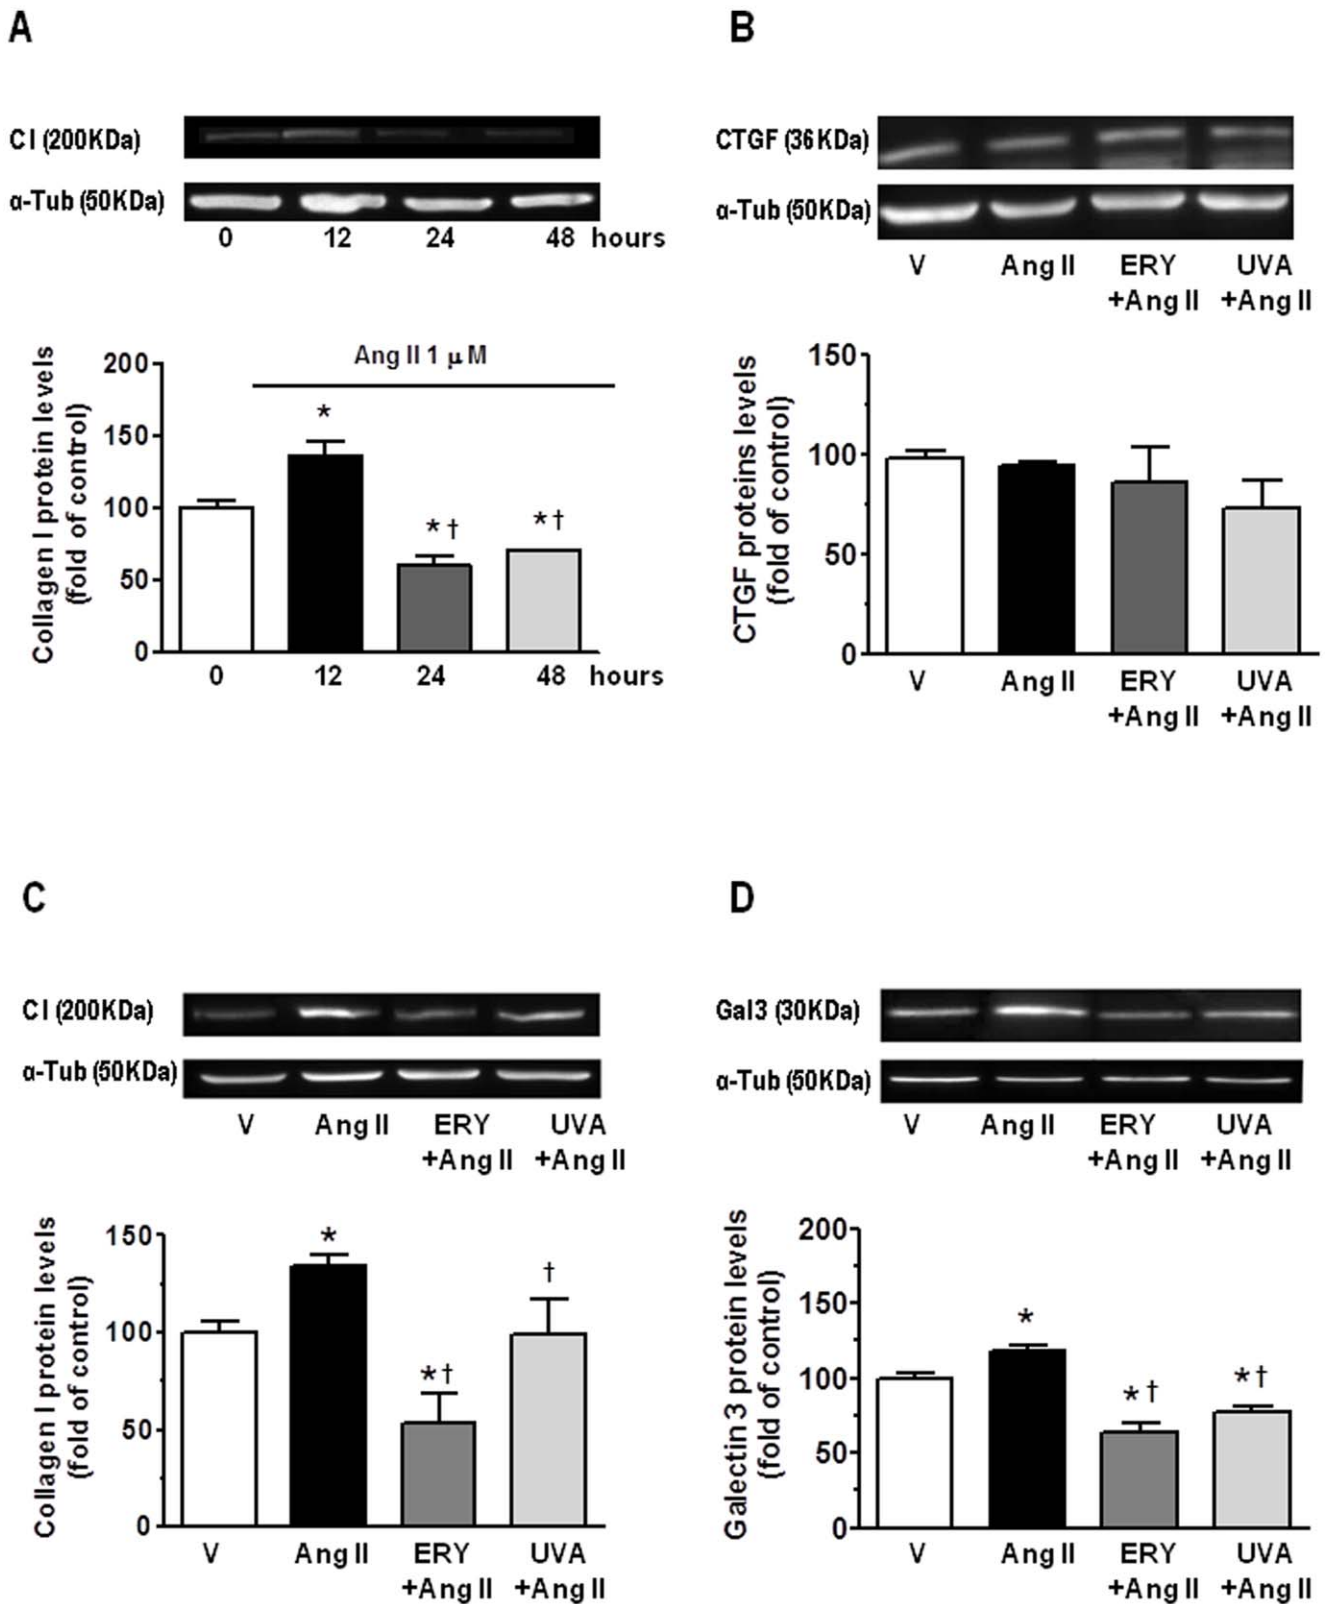 A
CI (200KDa)
α-Tub (50KDa)
0 12 24 48 hours
Collagen I protein levels
(fold of control)
200
150
100
50
0
Ang II 1 μM
*
*†
*†
0 12 24 48 hours
B
CTGF (36KDa)
α-Tub (50KDa)
V Ang II ERY UVA
+Ang II +Ang II
CTGF proteins levels
(fold of control)
150
100
50
0
V Ang II ERY UVA
+Ang II +Ang II
C
CI (200KDa)
α-Tub (50KDa)
V Ang II ERY UVA
+Ang II +Ang II
Collagen I protein levels
(fold of control)
150
100
50
0
*
*†
†
V Ang II ERY UVA
+Ang II +Ang II
D
Gal3 (30KDa)
α-Tub (50KDa)
V Ang II ERY UVA
+Ang II +Ang II
Galectin 3 protein levels
(fold of control)
200
150
100
50
0
*
*†
*†
V Ang II ERY UVA
+Ang II +Ang II